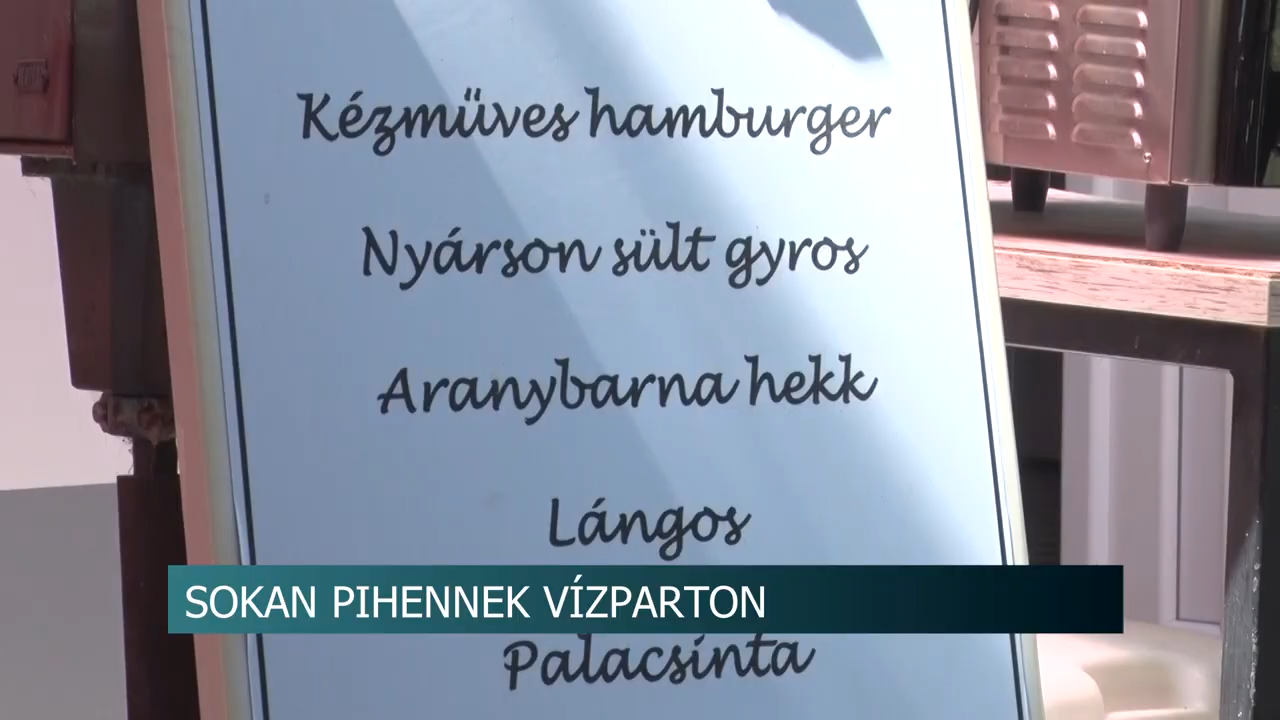 Kézmüves hamburger
Nyárson sült gyros
Aranybarna hekk
Lángos
SOKAN PIHENNEK VÍZPARTON
Palacsinta